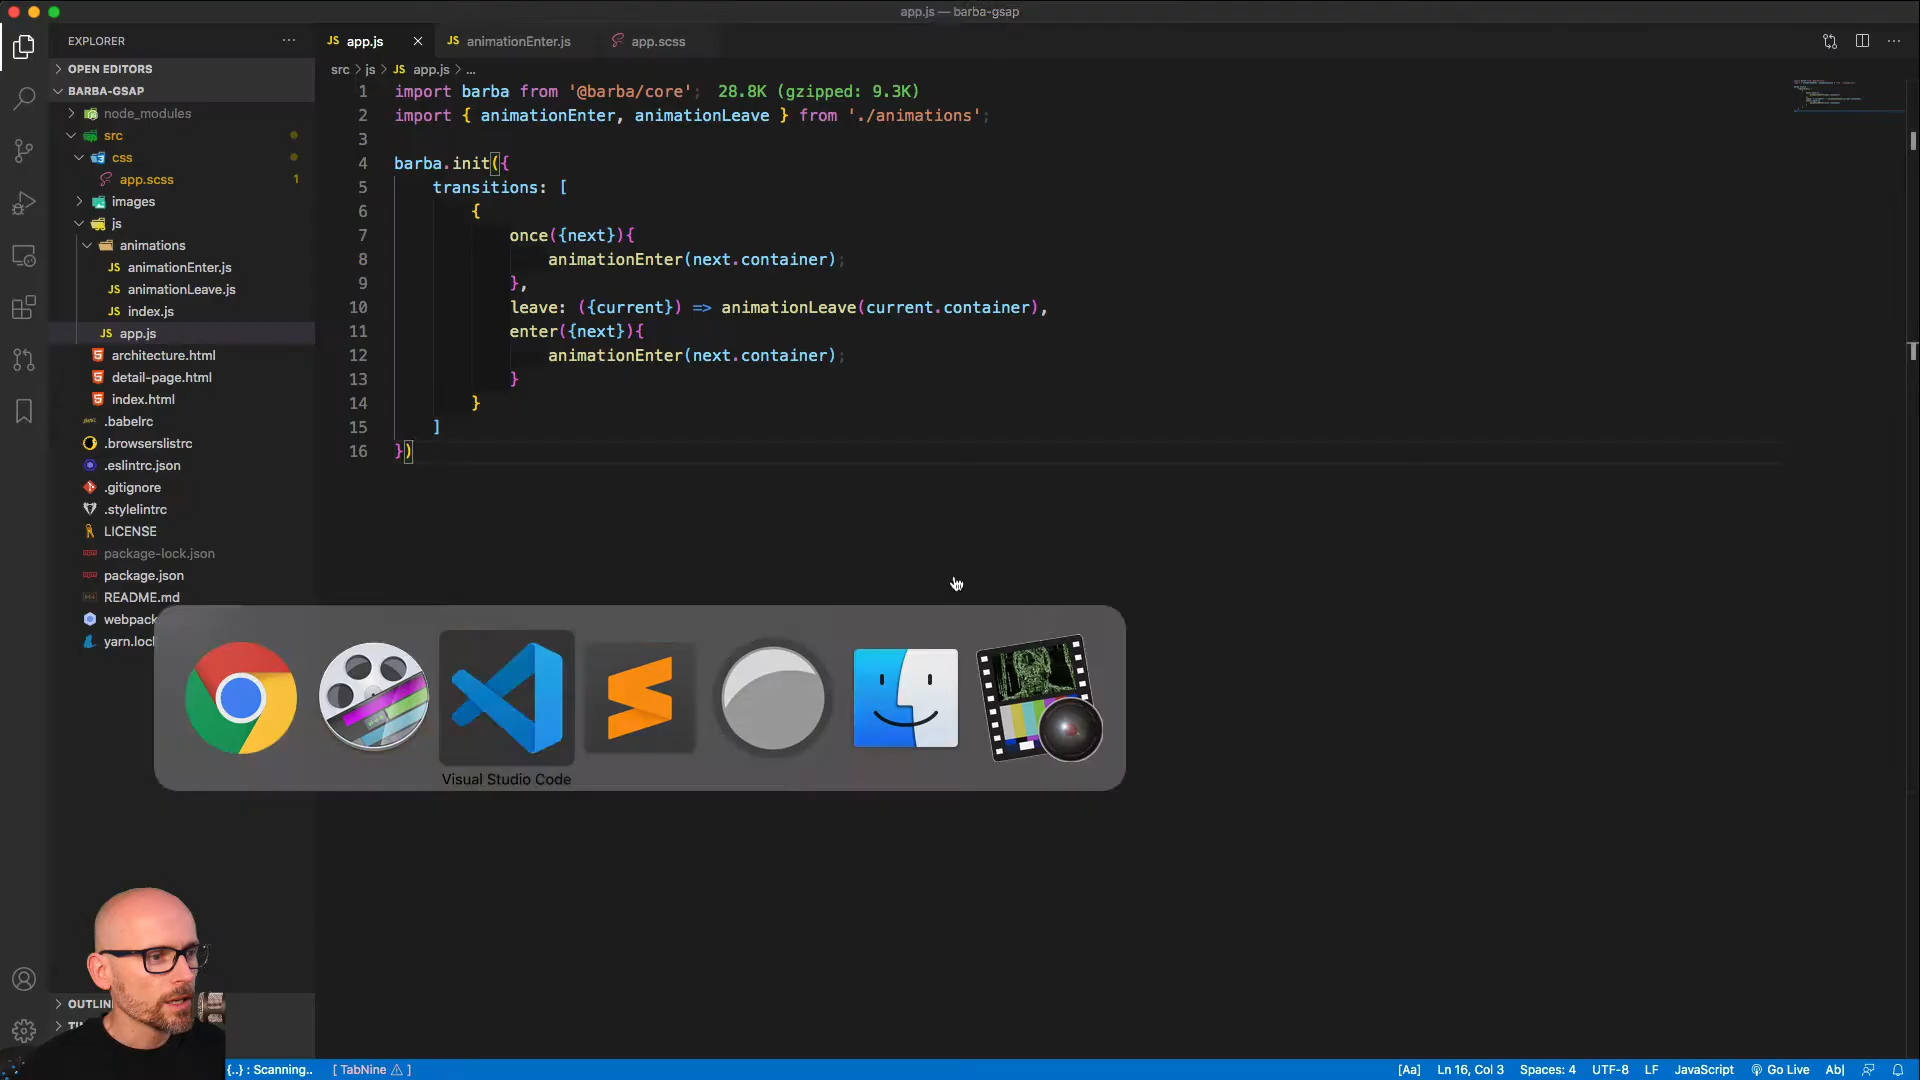 app.js — barba-gsap
EXPLORER
JS app.js
JS animationEnter.js
app.scss
OPEN EDITORS
BARBA-GSAP
node_modules
src
css
app.scss 1
images
js
animations
JS animationEnter.js
JS animationLeave.js
JS index.js
JS app.js
architecture.html
detail-page.html
index.html
.babelrc
.browserslistrc
.eslintrc.json
.gitignore
.stylelintrc
LICENSE
package-lock.json
package.json
README.md
webpack
yarn.loc
OUTLIN
TI
src > js > JS app.js > ...
1 import barba from '@barba/core'; 28.8K (gzipped: 9.3K)
2 import { animationEnter, animationLeave } from './animations';
3
4 barba.init({
5 transitions: [
6 {
7 once({next}){
8 animationEnter(next.container);
9 },
10 leave: ({current}) => animationLeave(current.container),
11 enter({next}){
12 animationEnter(next.container);
13 }
14 }
15 ]
16 })
Visual Studio Code
{..} : Scanning..
[ TabNine ⚠ ]
[Aa]
Ln 16, Col 3
Spaces: 4
UTF-8
LF
JavaScript
Go Live
Ab|